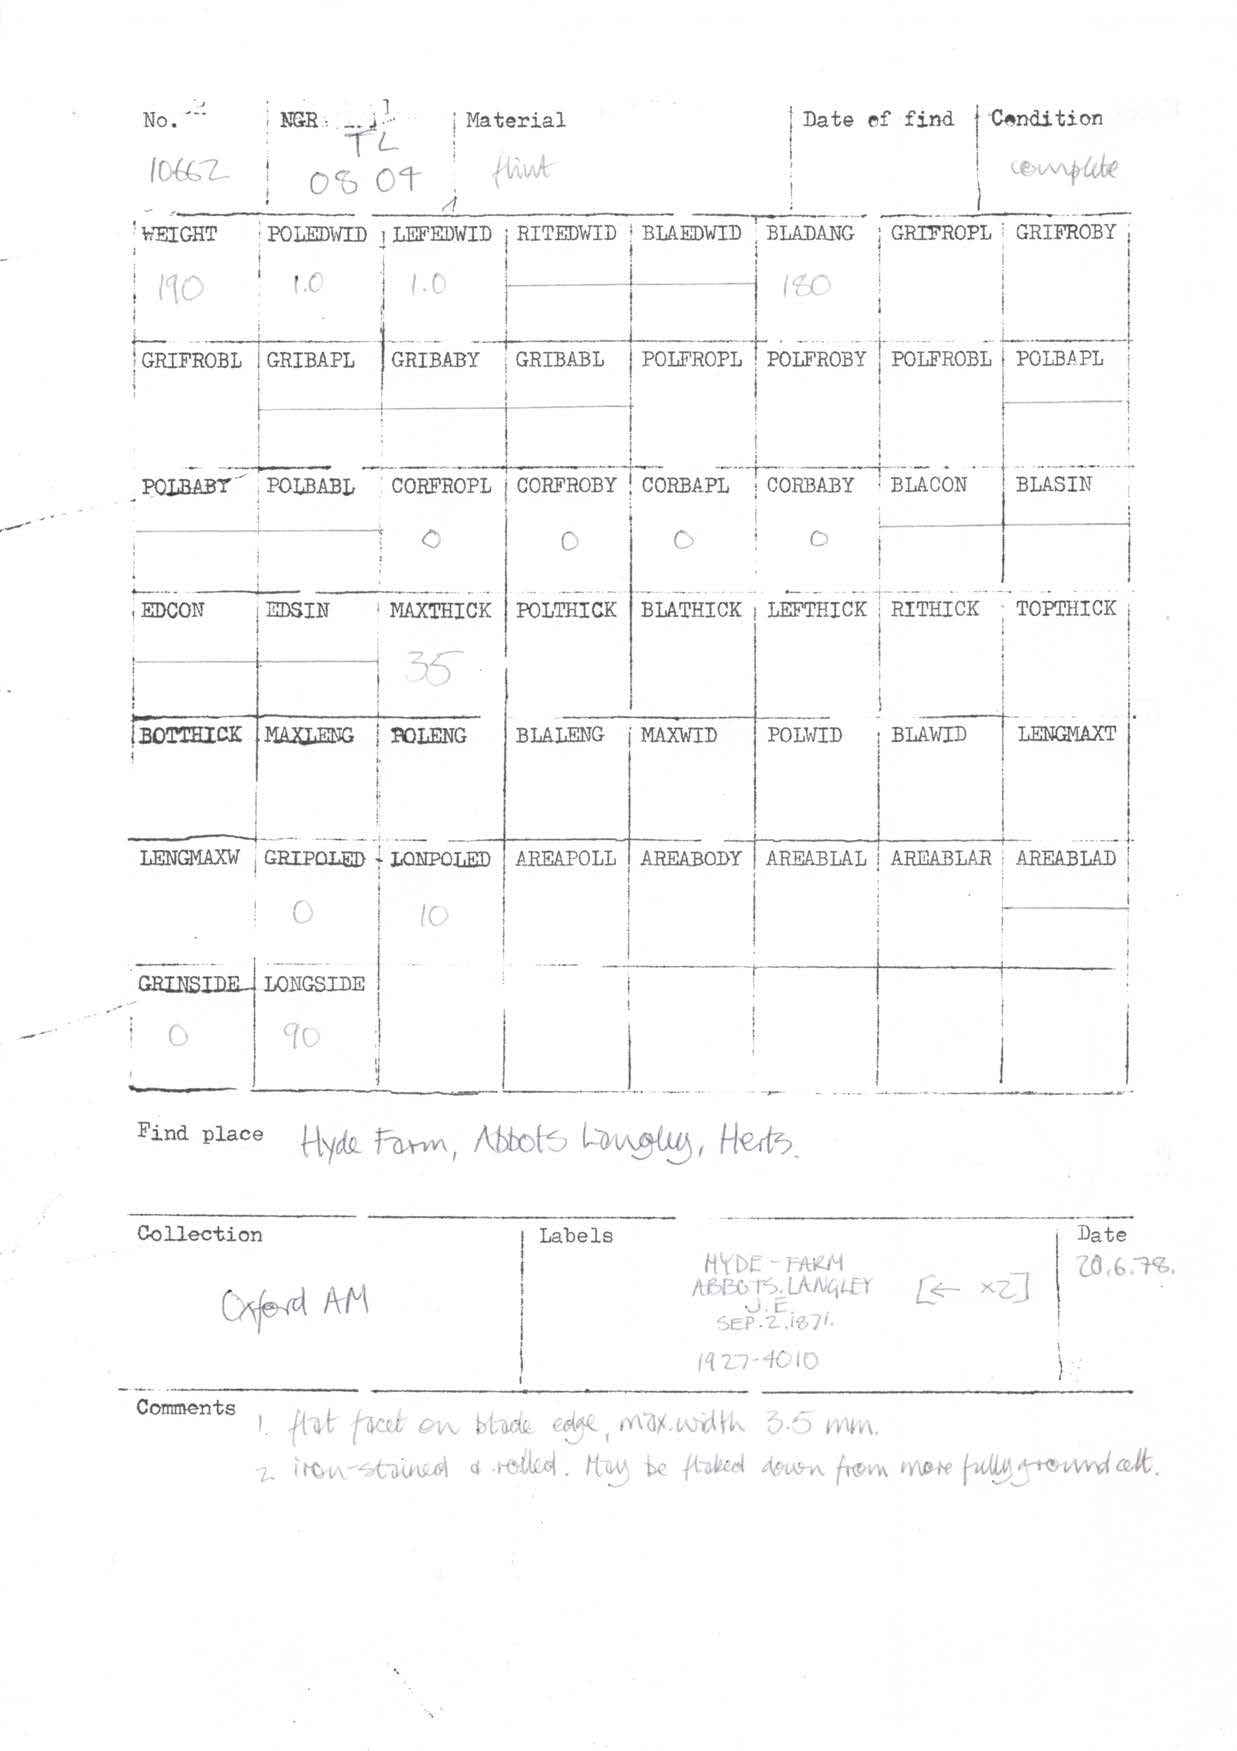 No. NGR Material Date of find Condition
10662 TL 08 04 flint complete
WEIGHT POLEDWID LEFEDWID RITEDWID BLAEDWID BLADANG GRIFROPL GRIFROBY
190 1.0 1.0 180
GRIFROBL GRIBAPL GRIBABY GRIBABL POLFROPL POLFROBY POLFROBL POLBAPL
POLBABY POLBABL CORFROPL CORFROBY CORBAPL CORBABY BLACON BLASIN
0 0 0 0
EDCON EDSIN MAXTHICK POLTHICK BLATHICK LEFTHICK RITHICK TOPTHICK
35
BOTTHICK MAXLENG POLENG BLALENG MAXWID POLWID BLAWID LENGMAXT
LENGMAXW GRIPOLED LONPOLED AREAPOLL AREABODY AREABLAL AREABLAR AREABLAD
0 10
GRINSIDE LONGSIDE
0 90
Find place Hyde Farm, Abbots Langley, Herts.
Collection Labels Date
HYDE-FARM 20.6.78.
Oxford AM ABBOTS. LANGLEY [← x2]
J.E.
SEP. 2. 1871.
1927-4010
Comments 1. flat facet on blade edge, max. width 3.5 mm.
2 iron-stained & rolled. May be flaked down from more fully ground celt.